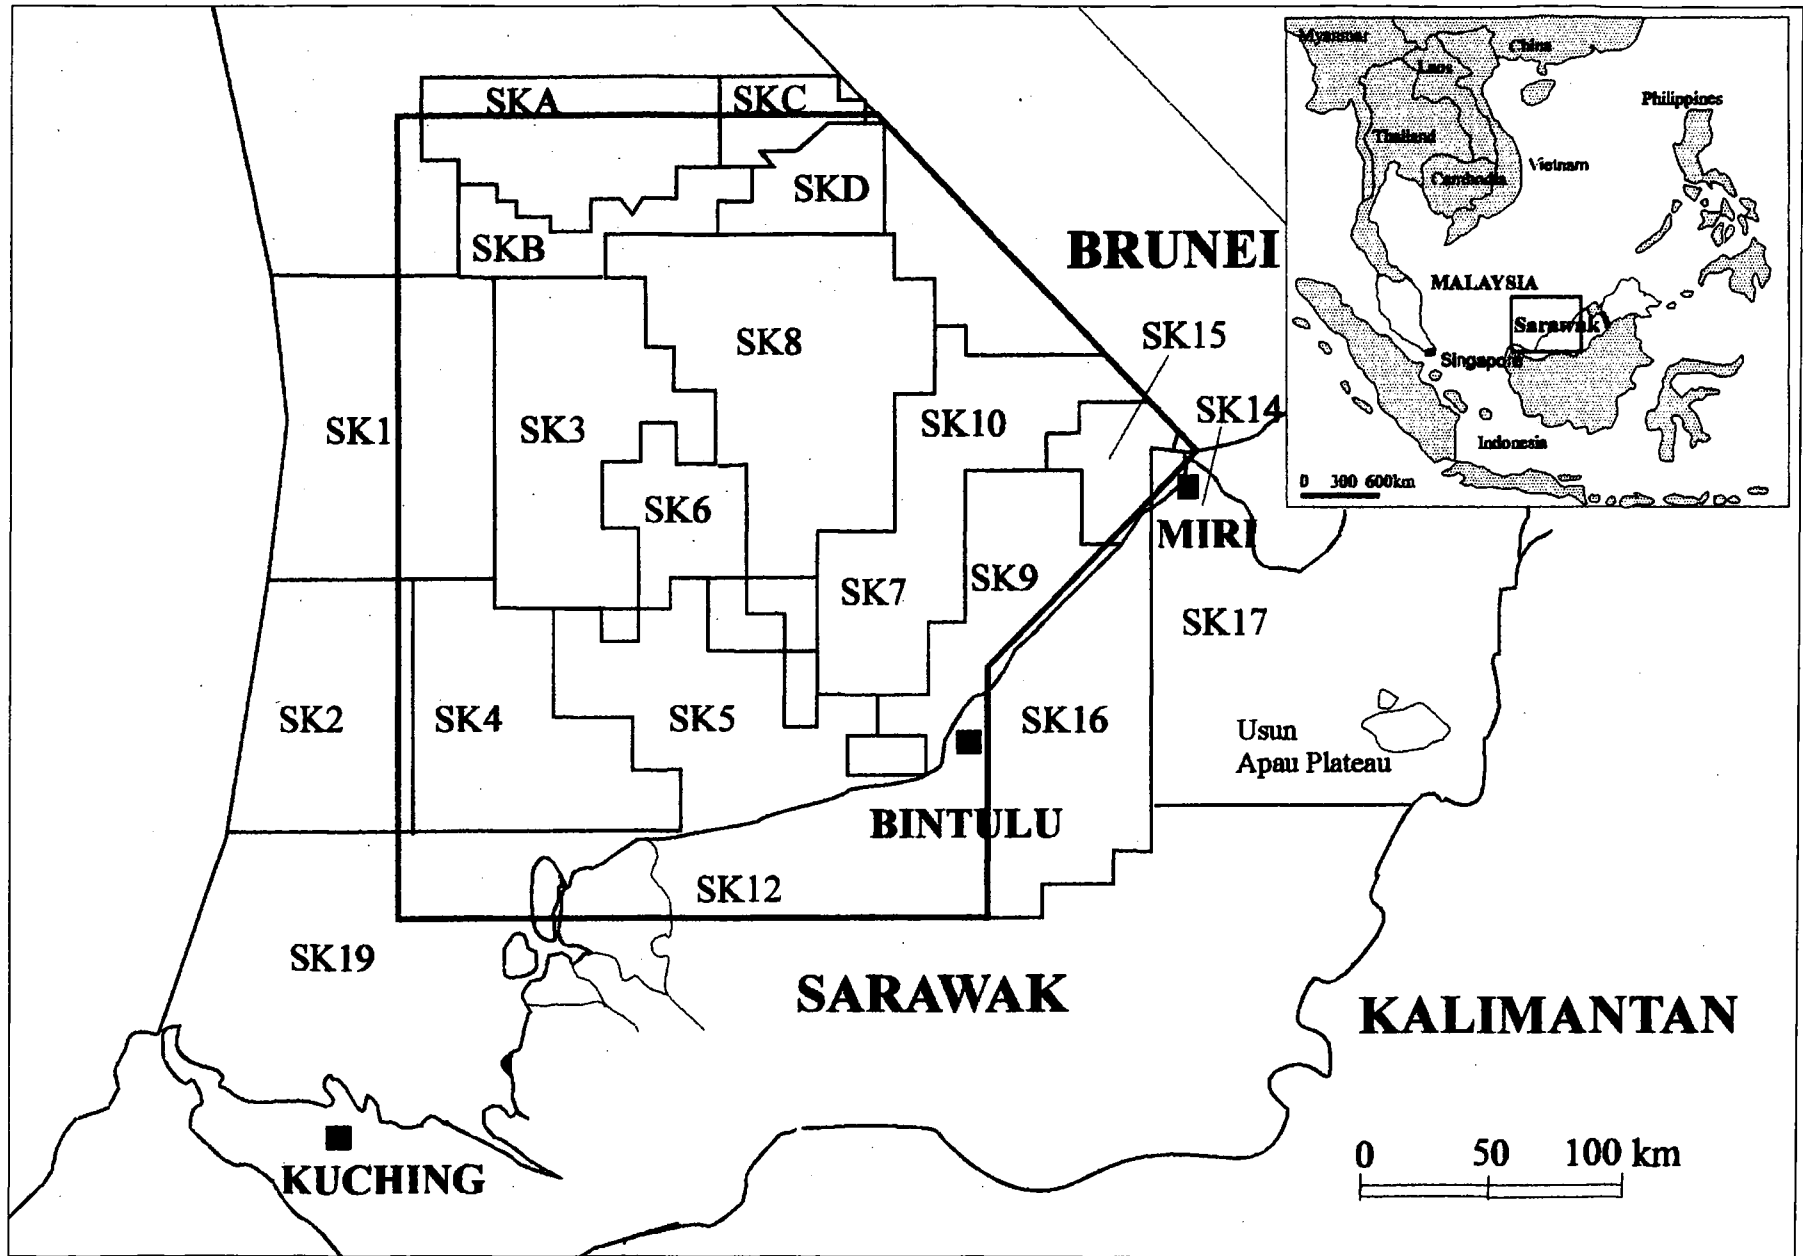 SKA
SKC
SKD
SKB
BRUNEI
SK8
SK15
SK1
SK3
SK10
SK14
SK6
MIRI
SK7
SK9
SK17
SK2
SK4
SK5
SK16
Usun
Apau Plateau
BINTULU
SK12
SK19
SARAWAK
KALIMANTAN
KUCHING
0 50 100 km
Myanmar
China
Laos
Philippines
Thailand
Vietnam
Cambodia
MALAYSIA
Sarawak
Singapore
Indonesia
0 300 600km